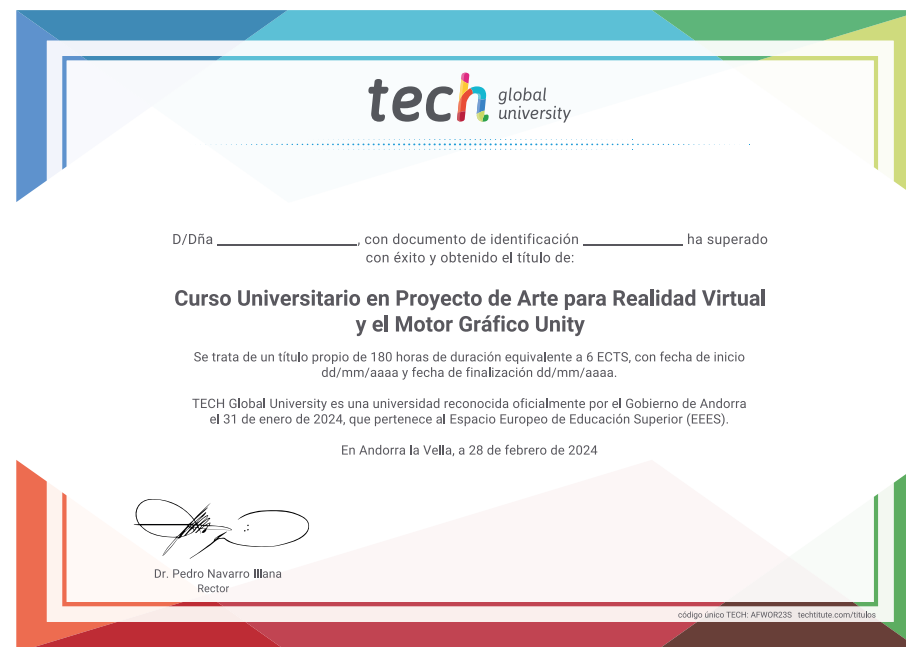 tech global university
D/Dña ________________, con documento de identificación ____________ ha superado
con éxito y obtenido el título de:
Curso Universitario en Proyecto de Arte para Realidad Virtual
y el Motor Gráfico Unity
Se trata de un título propio de 180 horas de duración equivalente a 6 ECTS, con fecha de inicio
dd/mm/aaaa y fecha de finalización dd/mm/aaaa.
TECH Global University es una universidad reconocida oficialmente por el Gobierno de Andorra
el 31 de enero de 2024, que pertenece al Espacio Europeo de Educación Superior (EEES).
En Andorra la Vella, a 28 de febrero de 2024
Dr. Pedro Navarro Illana
Rector
código único TECH: AFWOR23S techtitute.com/titulos